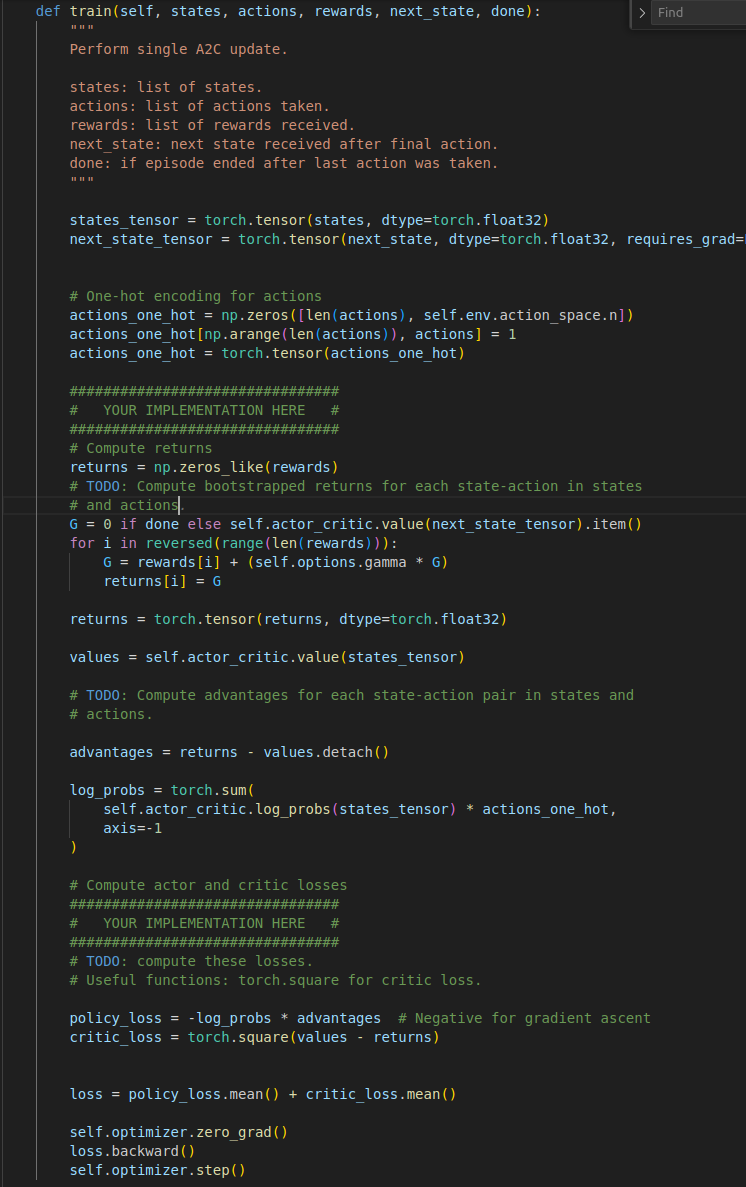 def train(self, states, actions, rewards, next_state, done):
Find
"""
Perform single A2C update.
states: list of states.
actions: list of actions taken.
rewards: list of rewards received.
next_state: next state received after final action.
done: if episode ended after last action was taken.
"""
states_tensor = torch.tensor(states, dtype=torch.float32)
next_state_tensor = torch.tensor(next_state, dtype=torch.float32, requires_grad=
# One-hot encoding for actions
actions_one_hot = np.zeros([len(actions), self.env.action_space.n])
actions_one_hot[np.arange(len(actions)), actions] = 1
actions_one_hot = torch.tensor(actions_one_hot)
################################
#   YOUR IMPLEMENTATION HERE   #
################################
# Compute returns
returns = np.zeros_like(rewards)
# TODO: Compute bootstrapped returns for each state-action in states
# and actions.
G = 0 if done else self.actor_critic.value(next_state_tensor).item()
for i in reversed(range(len(rewards))):
G = rewards[i] + (self.options.gamma * G)
returns[i] = G
returns = torch.tensor(returns, dtype=torch.float32)
values = self.actor_critic.value(states_tensor)
# TODO: Compute advantages for each state-action pair in states and
# actions.
advantages = returns - values.detach()
log_probs = torch.sum(
self.actor_critic.log_probs(states_tensor) * actions_one_hot,
axis=-1
)
# Compute actor and critic losses
################################
#   YOUR IMPLEMENTATION HERE   #
################################
# TODO: compute these losses.
# Useful functions: torch.square for critic loss.
policy_loss = -log_probs * advantages  # Negative for gradient ascent
critic_loss = torch.square(values - returns)
loss = policy_loss.mean() + critic_loss.mean()
self.optimizer.zero_grad()
loss.backward()
self.optimizer.step()